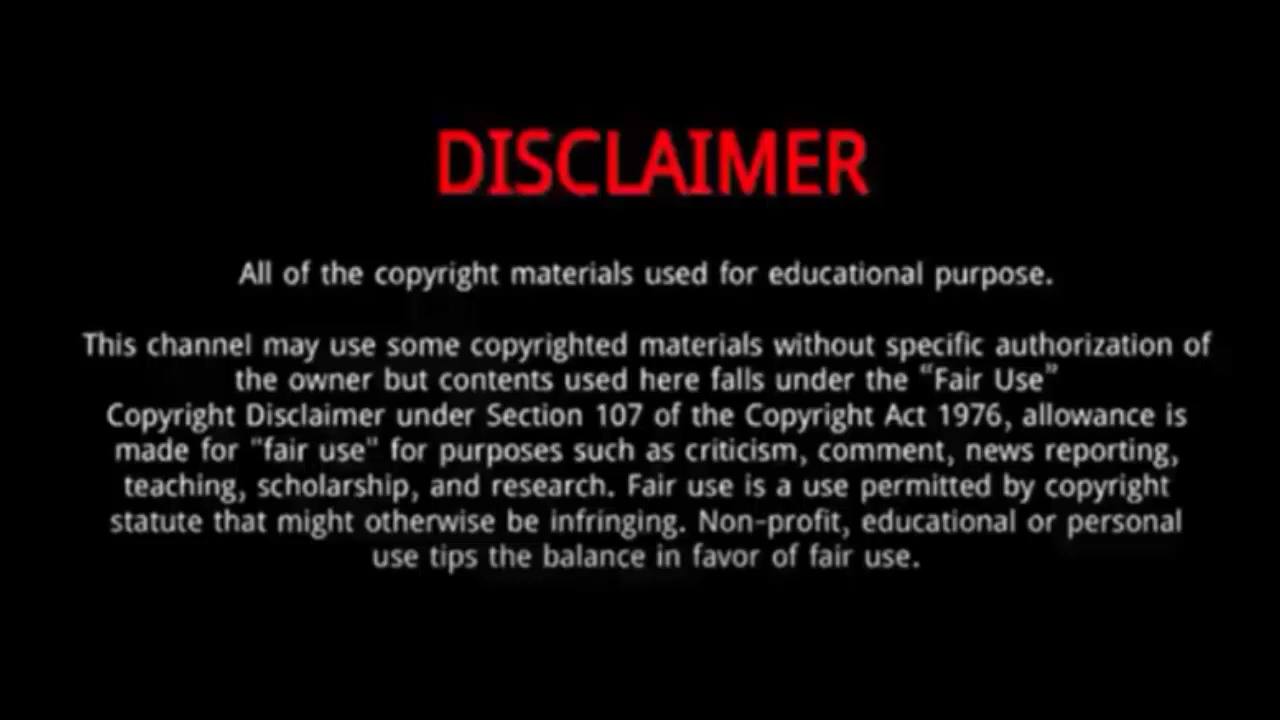 DISCLAIMER
All of the copyright materials used for educational purpose.
This channel may use some copyrighted materials without specific authorization of
the owner but contents used here falls under the “Fair Use”
Copyright Disclaimer under Section 107 of the Copyright Act 1976, allowance is
made for "fair use" for purposes such as criticism, comment, news reporting,
teaching, scholarship, and research. Fair use is a use permitted by copyright
statute that might otherwise be infringing. Non-profit, educational or personal
use tips the balance in favor of fair use.